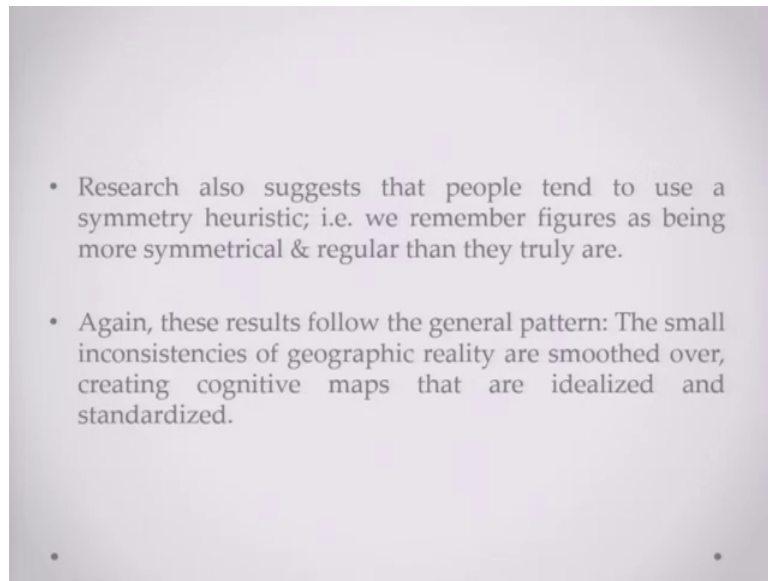 • Research also suggests that people tend to use a
symmetry heuristic; i.e. we remember figures as being
more symmetrical & regular than they truly are.
• Again, these results follow the general pattern: The small
inconsistencies of geographic reality are smoothed over,
creating cognitive maps that are idealized and
standardized.